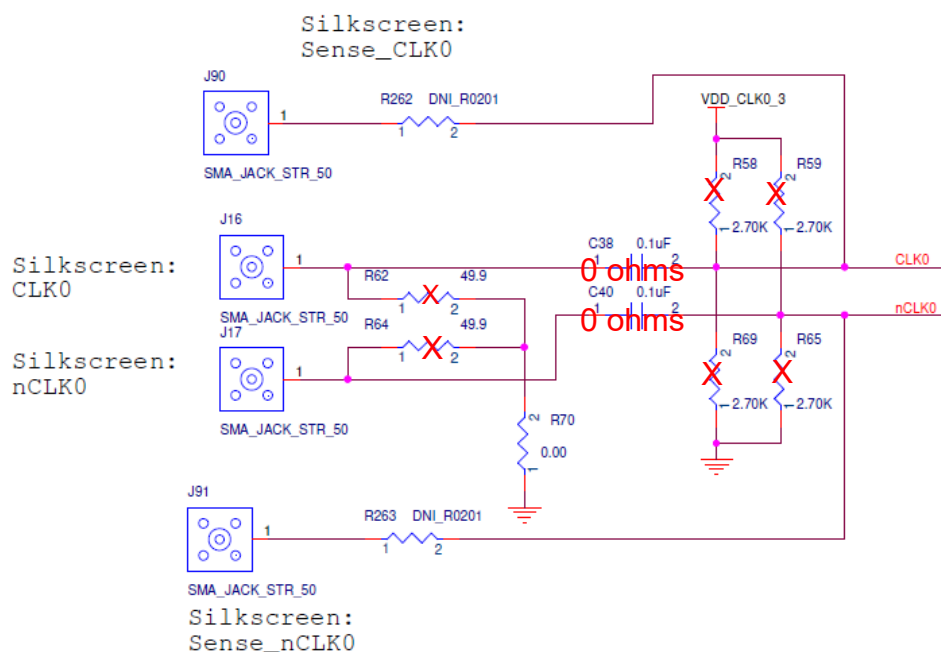 Silkscreen:
Sense_CLK0
J90
R262 DNI_R0201
1
1 2
SMA_JACK_STR_50
VDD_CLK0_3
R58 R59
2 2
X X
1 2.70K 1 2.70K
J16
1
Silkscreen:
CLK0
SMA_JACK_STR_50
R62 49.9
1 X 2
C38 0.1uF
1 2
0 ohms
CLK0
C40 0.1uF
1 2
0 ohms
nCLK0
J17
R64 49.9
1 X 2
1
Silkscreen:
nCLK0
SMA_JACK_STR_50
R69 R65
2 2
X X
1 2.70K 1 2.70K
2 R70
0.00
1
J91
R263 DNI_R0201
1
1 2
SMA_JACK_STR_50
Silkscreen:
Sense_nCLK0